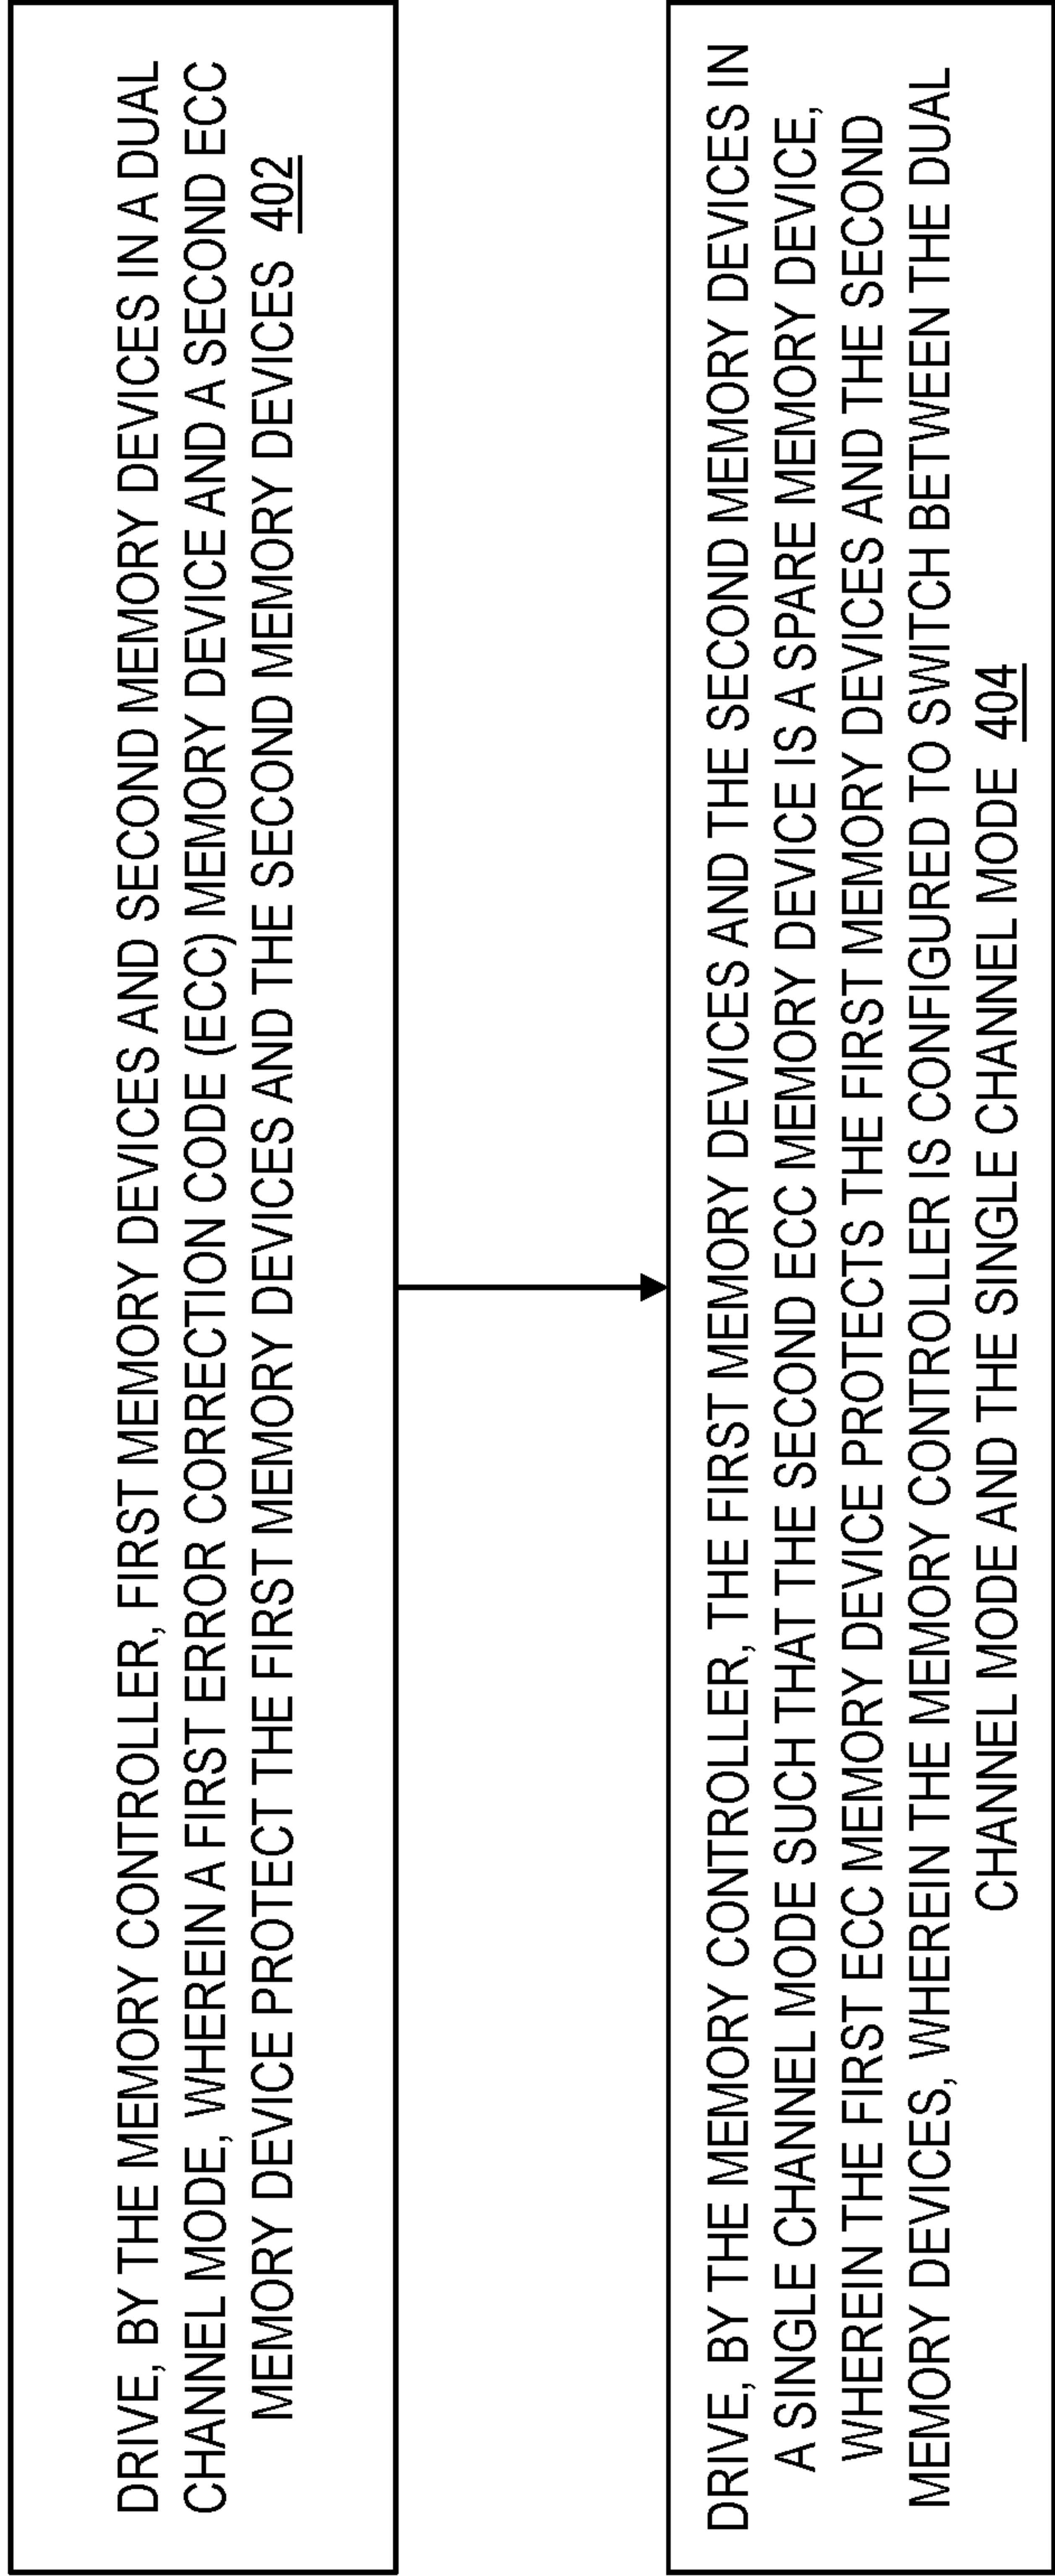 DRIVE, BY THE MEMORY CONTROLLER, FIRST MEMORY DEVICES AND SECOND MEMORY DEVICES IN A DUAL
CHANNEL MODE, WHEREIN A FIRST ERROR CORRECTION CODE (ECC) MEMORY DEVICE AND A SECOND ECC
MEMORY DEVICE PROTECT THE FIRST MEMORY DEVICES AND THE SECOND MEMORY DEVICES 402
DRIVE, BY THE MEMORY CONTROLLER, THE FIRST MEMORY DEVICES AND THE SECOND MEMORY DEVICES IN
A SINGLE CHANNEL MODE SUCH THAT THE SECOND ECC MEMORY DEVICE IS A SPARE MEMORY DEVICE,
WHEREIN THE FIRST ECC MEMORY DEVICE PROTECTS THE FIRST MEMORY DEVICES AND THE SECOND
MEMORY DEVICES, WHEREIN THE MEMORY CONTROLLER IS CONFIGURED TO SWITCH BETWEEN THE DUAL
CHANNEL MODE AND THE SINGLE CHANNEL MODE 404